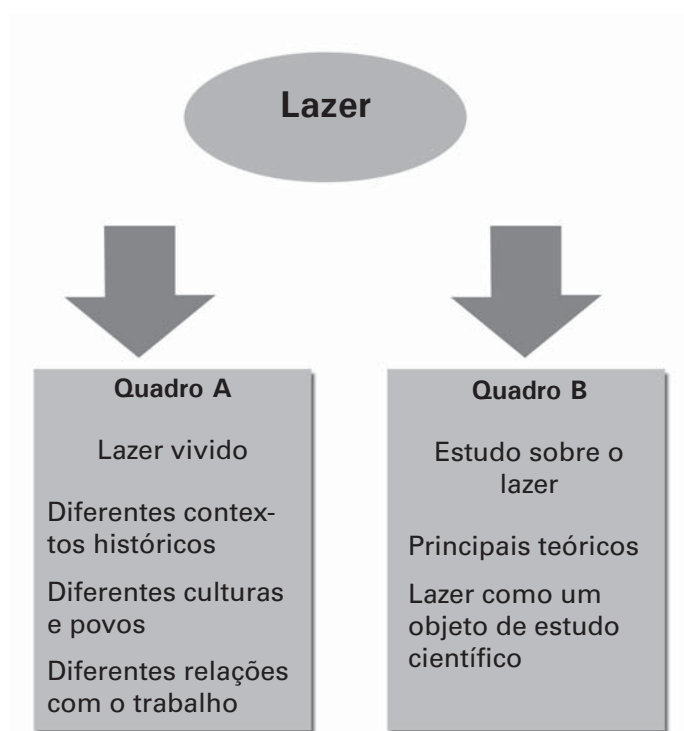 Lazer
Quadro A
Lazer vivido
Diferentes contex-
tos históricos
Diferentes culturas
e povos
Diferentes relações
com o trabalho
Quadro B
Estudo sobre o
lazer
Principais teóricos
Lazer como um
objeto de estudo
científico